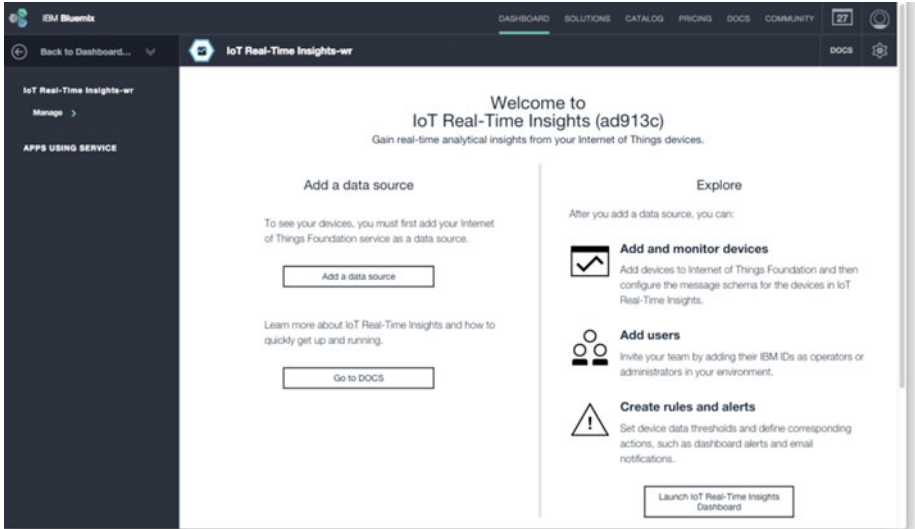 IBM Bluemix
DASHBOARD SOLUTIONS CATALOG PRICING DOCS COMMUNITY 27
Back to Dashboard...
IoT Real-Time Insights-wr
DOCS
IoT Real-Time Insights-wr
Manage >
APPS USING SERVICE
Welcome to
IoT Real-Time Insights (ad913c)
Gain real-time analytical insights from your Internet of Things devices.
Add a data source
To see your devices, you must first add your Internet
of Things Foundation service as a data source.
Add a data source
Learn more about IoT Real-Time Insights and how to
quickly get up and running.
Go to DOCS
Explore
After you add a data source, you can:
Add and monitor devices
Add devices to Internet of Things Foundation and then
configure the message schema for the devices in IoT
Real-Time Insights.
Add users
Invite your team by adding their IBM IDs as operators or
administrators in your environment.
Create rules and alerts
Set device data thresholds and define corresponding
actions, such as dashboard alerts and email
notifications.
Launch IoT Real-Time Insights
Dashboard